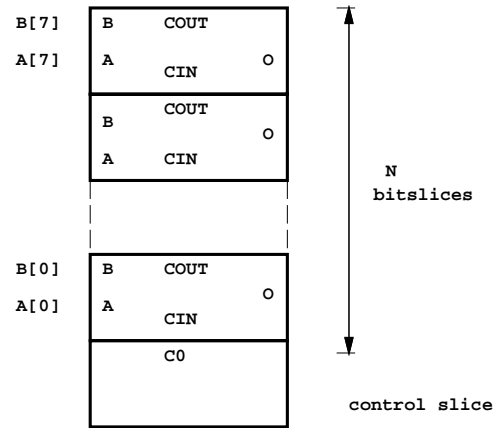 B[7] B COUT
A[7] A O
CIN
COUT
B O
A CIN
N
bitslices
B[0] B COUT
A[0] A O
CIN
C0
control slice